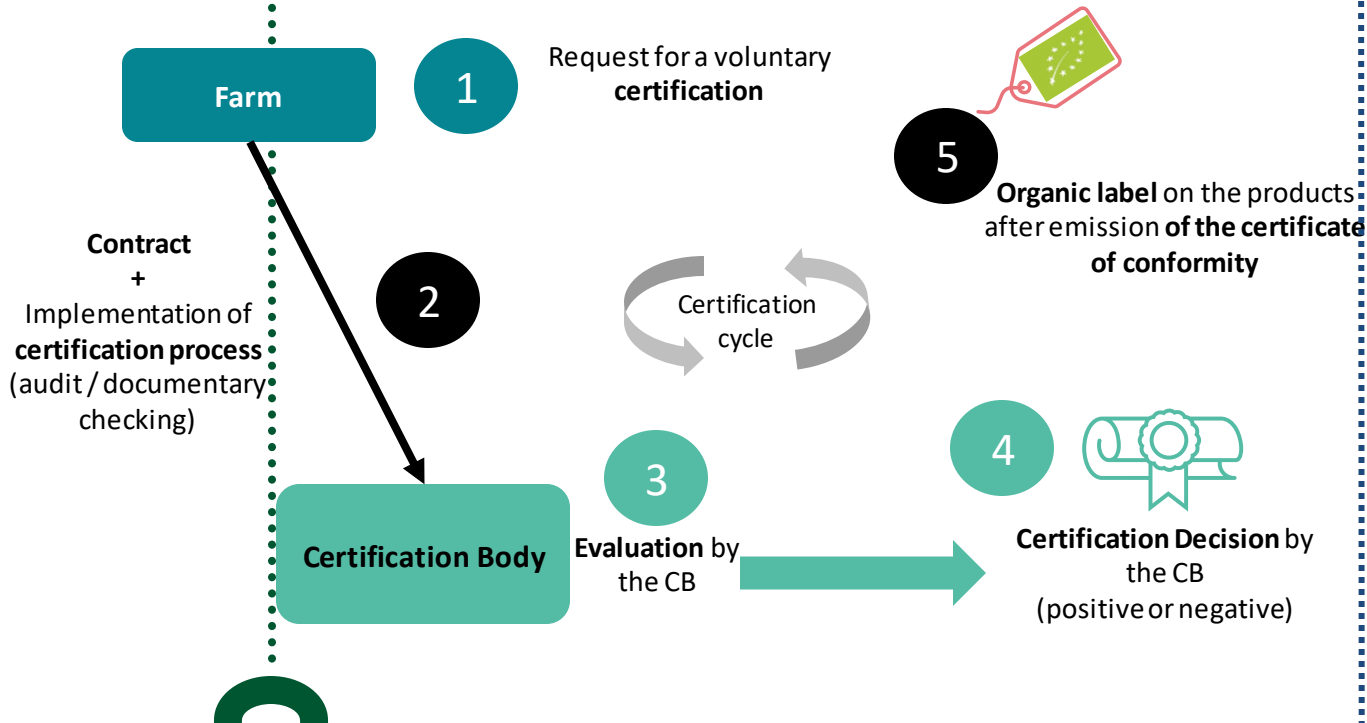 Farm
1
Request for a voluntary
certification
5
Organic label on the products
after emission of the certificate
of conformity
Contract
+
Implementation of
certification process
(audit / documentary
checking)
2
Certification
cycle
Certification Body
3
Evaluation by
the CB
4
Certification Decision by
the CB
(positive or negative)